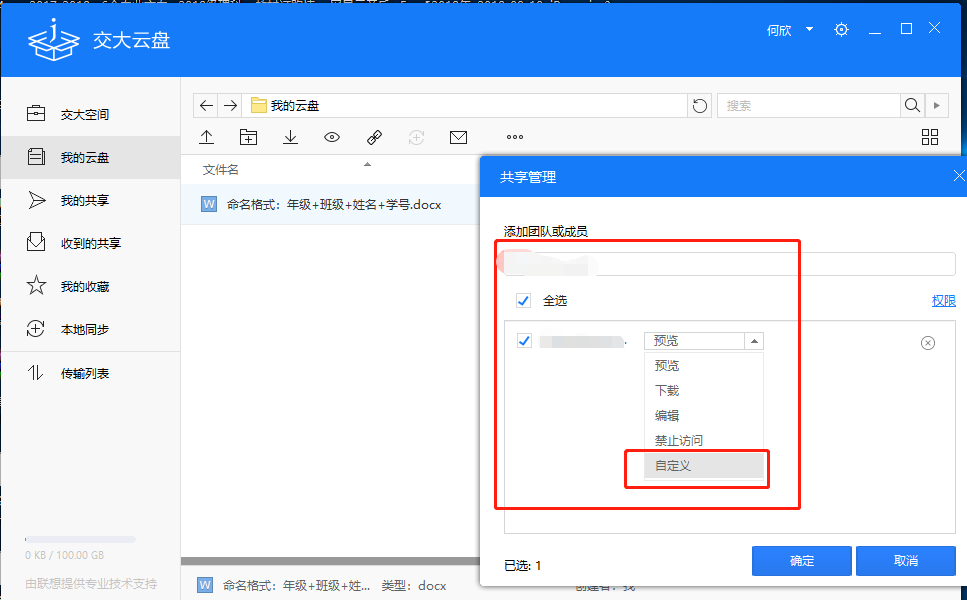 何欣
交大云盘
交大空间
我的云盘
我的共享
收到的共享
我的收藏
本地同步
传输列表
0 KB / 100.00 GB
由联想提供专业技术支持
我的云盘
搜索
文件名
命名格式：年级+班级+姓名+学号.docx
共享管理
添加团队或成员
全选
权限
预览
预览
下载
编辑
禁止访问
自定义
已选: 1
确定
取消
命名格式：年级+班级+姓... 类型：docx